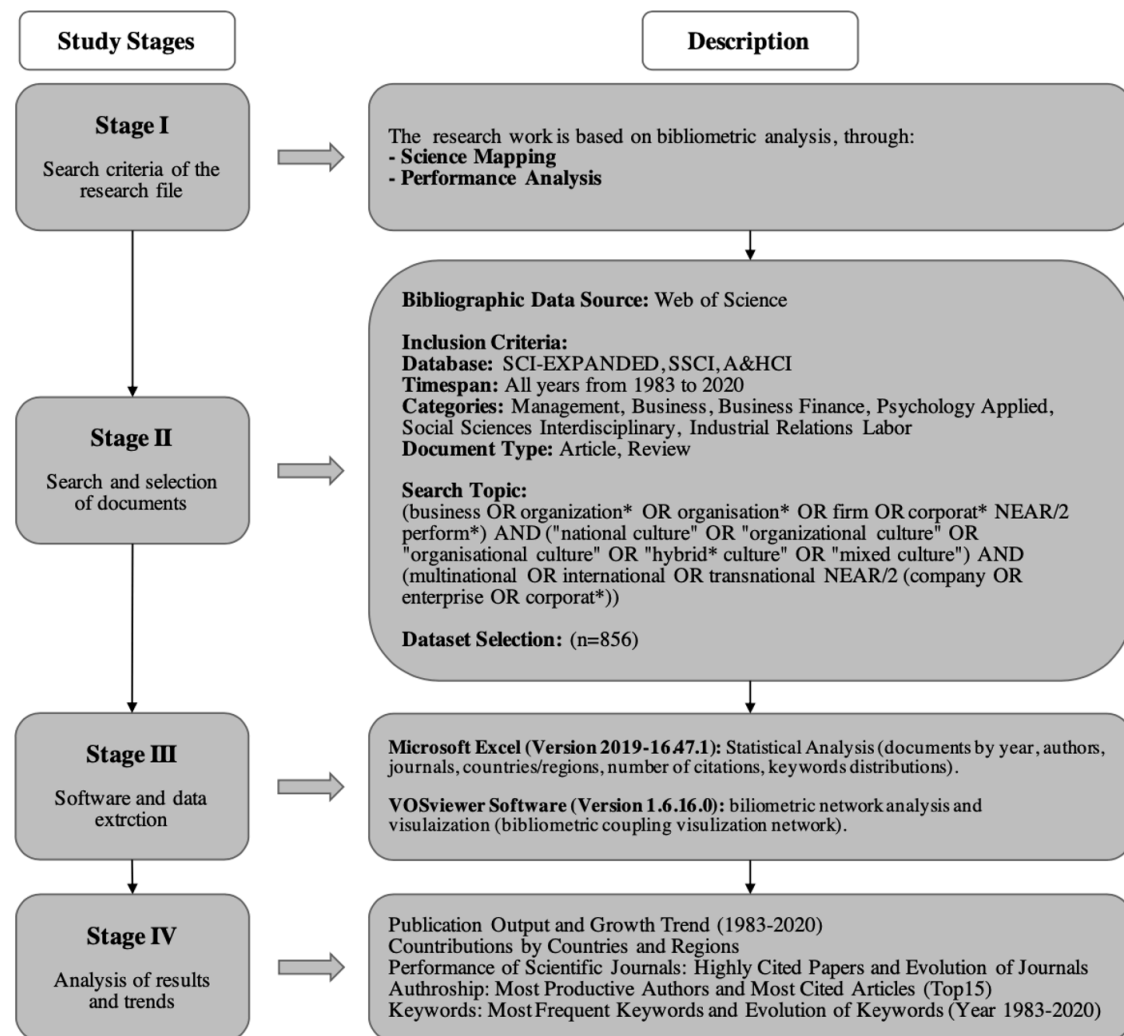 Study Stages
Description
Stage I
Search criteria of the
research file
The research work is based on bibliometric analysis, through:
- Science Mapping
- Performance Analysis
Stage II
Search and selection
of documents
Bibliographic Data Source: Web of Science
Inclusion Criteria:
Database: SCI-EXPANDED, SSCI, A&HCI
Timespan: All years from 1983 to 2020
Categories: Management, Business, Business Finance, Psychology Applied,
Social Sciences Interdisciplinary, Industrial Relations Labor
Document Type: Article, Review
Search Topic:
(business OR organization* OR organisation* OR firm OR corporat* NEAR/2
perform*) AND ("national culture" OR "organizational culture" OR
"organisational culture" OR "hybrid* culture" OR "mixed culture") AND
(multinational OR international OR transnational NEAR/2 (company OR
enterprise OR corporat*))
Dataset Selection: (n=856)
Stage III
Software and data
extrction
Microsoft Excel (Version 2019-16.47.1): Statistical Analysis (documents by year, authors,
journals, countries/regions, number of citations, keywords distributions).
VOSviewer Software (Version 1.6.16.0): biliometric network analysis and
visulaization (bibliometric coupling visulization network).
Stage IV
Analysis of results
and trends
Publication Output and Growth Trend (1983-2020)
Countributions by Countries and Regions
Performance of Scientific Journals: Highly Cited Papers and Evolution of Journals
Authroship: Most Productive Authors and Most Cited Articles (Top15)
Keywords: Most Frequent Keywords and Evolution of Keywords (Year 1983-2020)